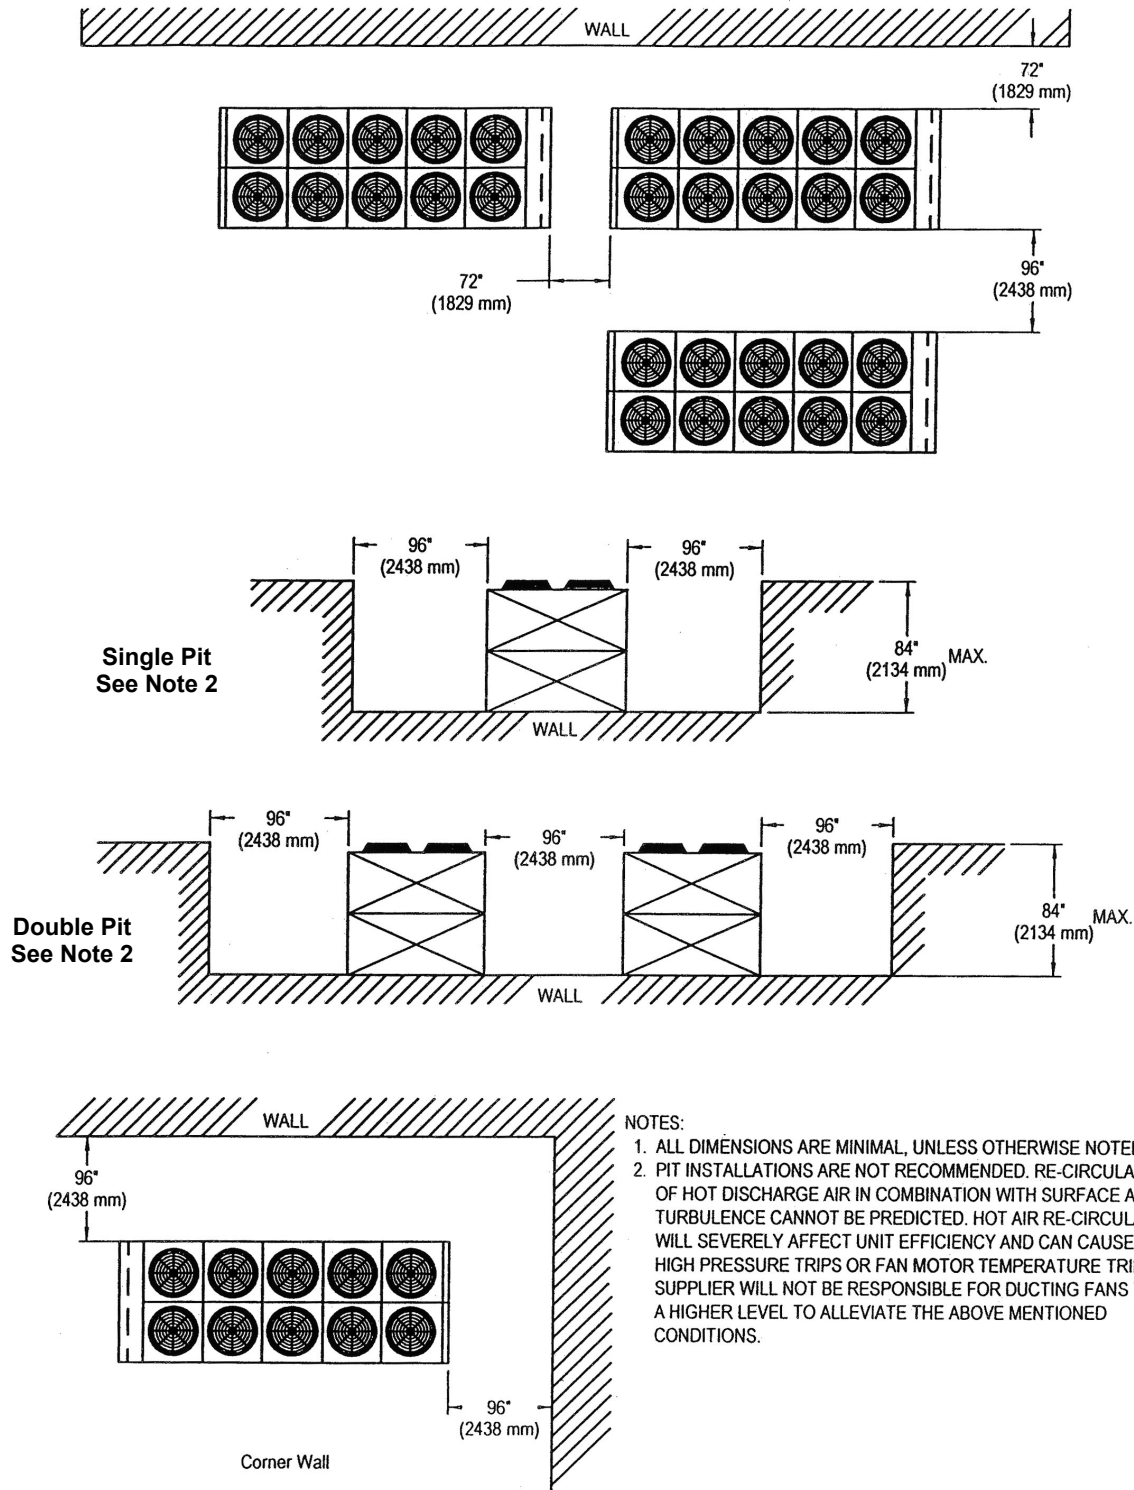 WALL
72"
(1829 mm)
72"
(1829 mm)
96"
(2438 mm)
96"
(2438 mm)
96"
(2438 mm)
Single Pit
See Note 2
84"
(2134 mm)
MAX.
WALL
96"
(2438 mm)
96"
(2438 mm)
96"
(2438 mm)
Double Pit
See Note 2
84"
(2134 mm)
MAX.
WALL
WALL
96"
(2438 mm)
96"
(2438 mm)
Corner Wall
NOTES:
1. ALL DIMENSIONS ARE MINIMAL, UNLESS OTHERWISE
2. PIT INSTALLATIONS ARE NOT RECOMMENDED.
OF HOT DISCHARGE AIR IN COMBINATION WITH SURFACE
TURBULENCE CANNOT BE PREDICTED. HOT AIR
WILL SEVERELY AFFECT UNIT EFFICIENCY AND CAN CAUSE
HIGH PRESSURE TRIPS OR FAN MOTOR TEMPERATURE
SUPPLIER WILL NOT BE RESPONSIBLE FOR DUCTING FANS
A HIGHER LEVEL TO ALLEVIATE THE ABOVE MENTIONED
CONDITIONS.